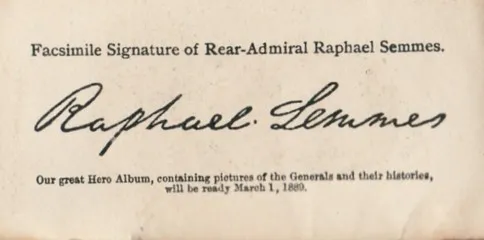 Facsimile Signature of Rear-Admiral Raphael Semmes.
Raphael Semmes
Our great Hero Album, containing pictures of the Generals and their histories,
will be ready March 1, 1889.